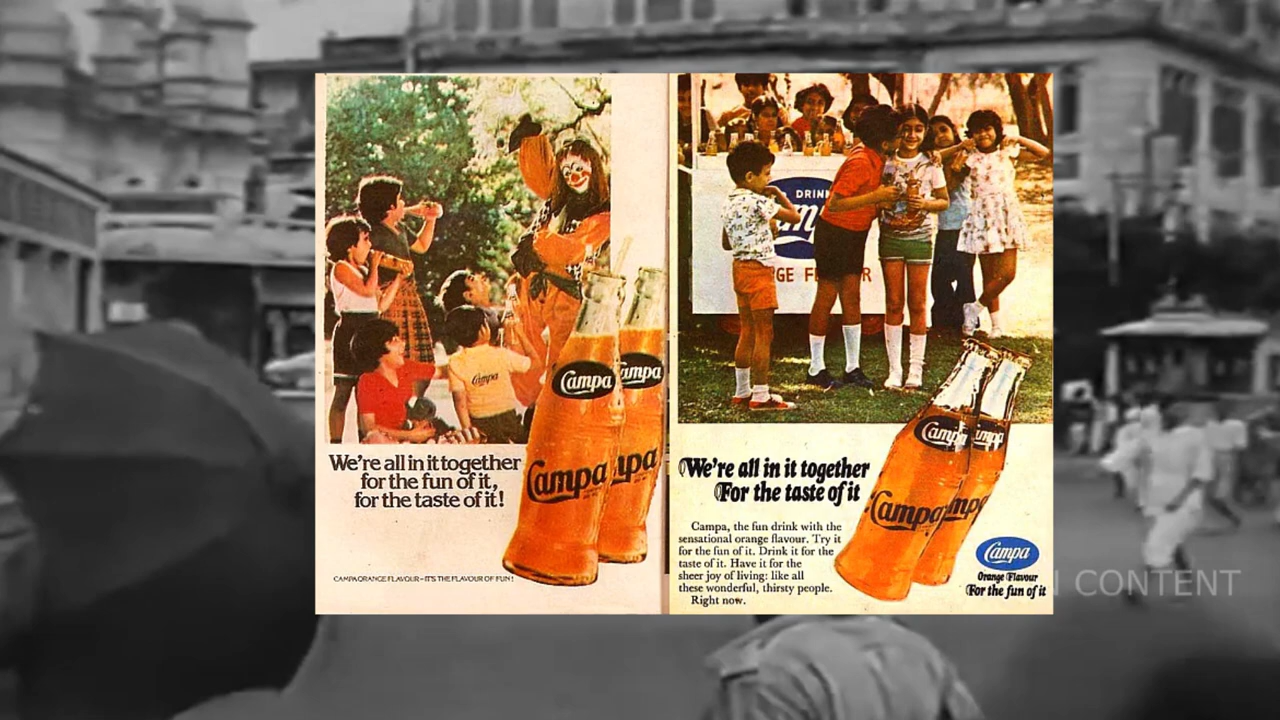 Campa
Campa
Campa
Campa
We're all in it together
for the fun of it,
for the taste of it!
CAMPA ORANGE FLAVOUR – IT'S THE FLAVOUR OF FUN!
DRINK
Campa
Campa
We're all in it together
For the taste of it
Campa, the fun drink with the
sensational orange flavour. Try it
for the fun of it. Drink it for the
taste of it. Have it for the
sheer joy of living: like all
these wonderful, thirsty people.
Right now.
Campa
Orange Flavour
For the fun of it
CONTENT